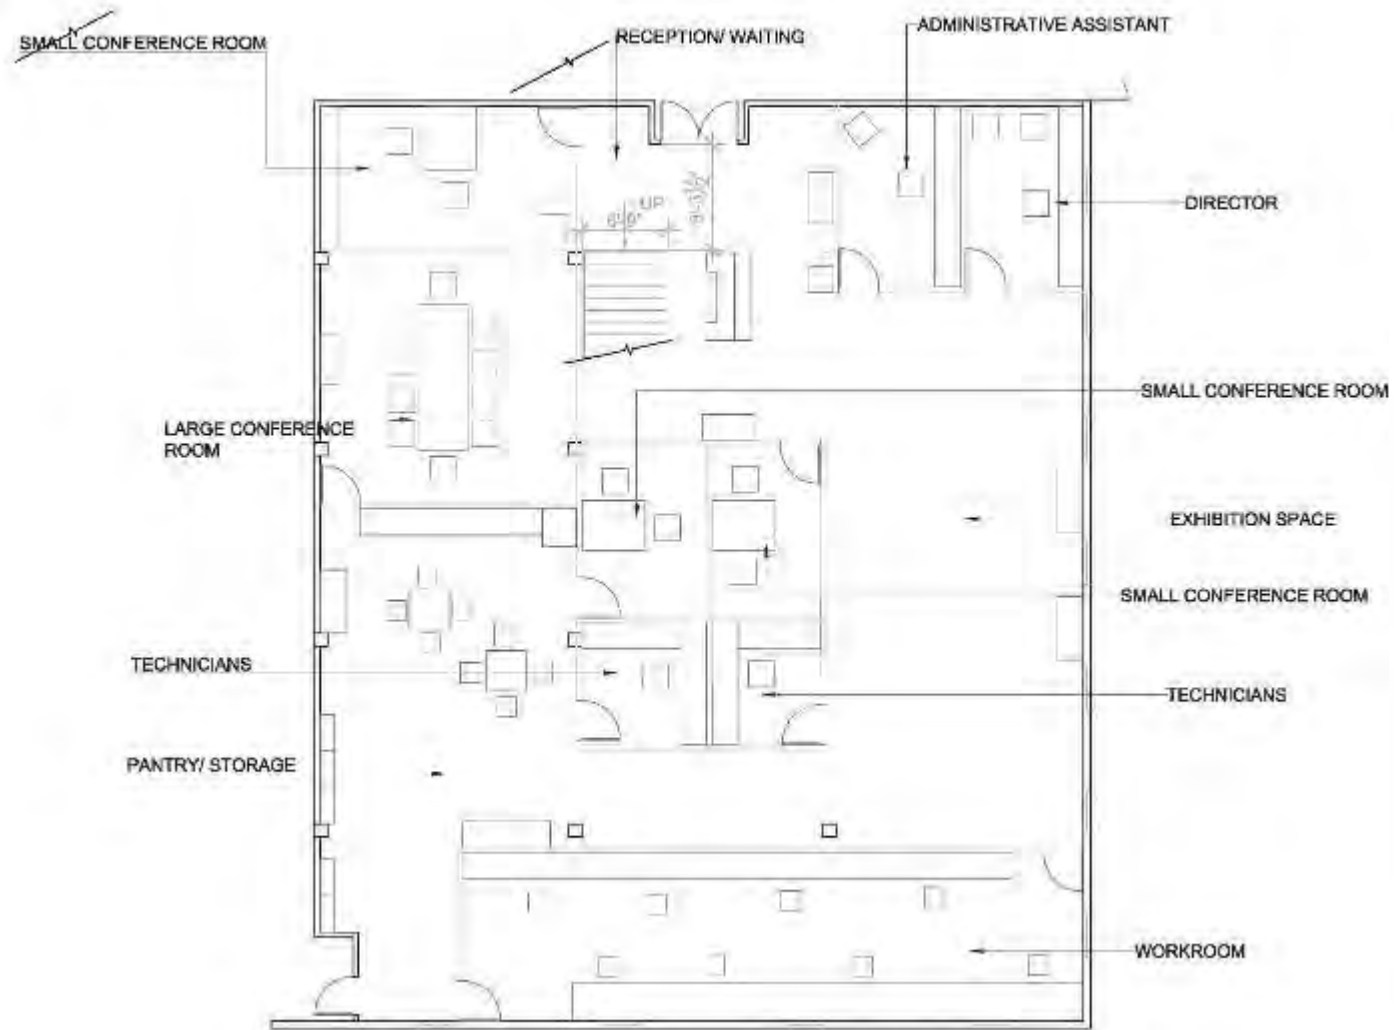 SMALL CONFERENCE ROOM
RECEPTION/ WAITING
ADMINISTRATIVE ASSISTANT
DIRECTOR
UP
SMALL CONFERENCE ROOM
LARGE CONFERENCE
ROOM
EXHIBITION SPACE
SMALL CONFERENCE ROOM
TECHNICIANS
TECHNICIANS
PANTRY/ STORAGE
WORKROOM